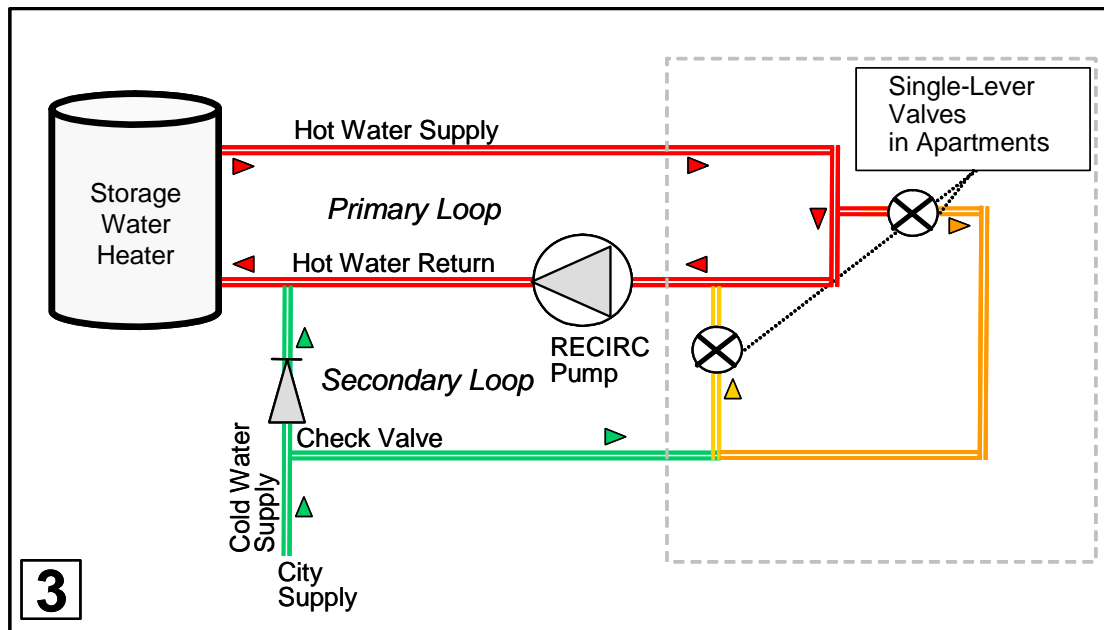 Single-Lever
Valves
in Apartments
Hot Water Supply
Storage
Water
Heater
Primary Loop
Hot Water Return
RECIRC
Pump
Secondary Loop
Check Valve
Cold Water
Supply
City
Supply
3